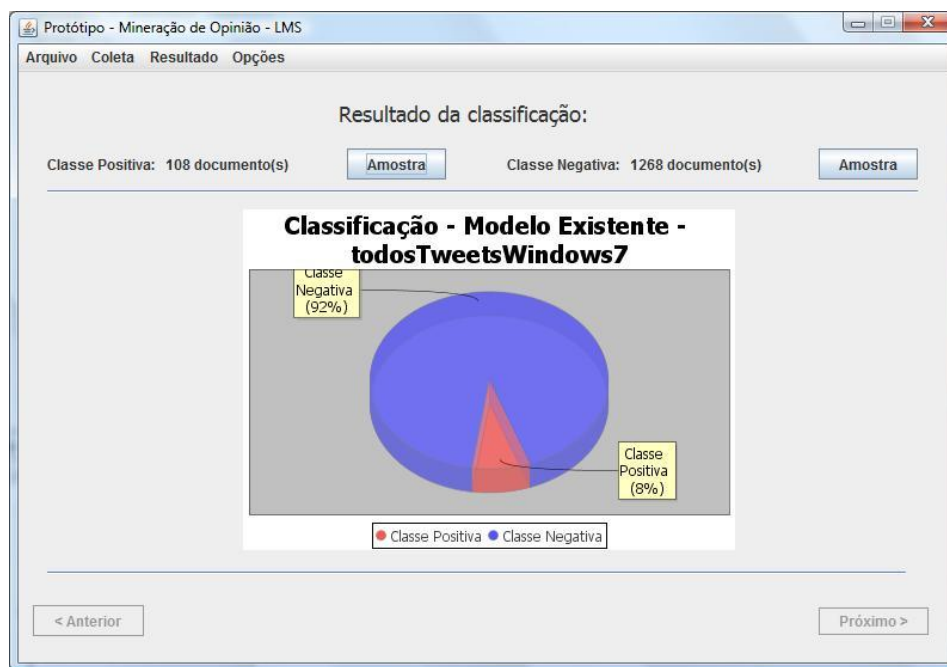 Protótipo - Mineração de Opinião - LMS
Arquivo Coleta Resultado Opções
Resultado da classificação:
Classe Positiva: 108 documento(s) Amostra Classe Negativa: 1268 documento(s) Amostra
Classificação - Modelo Existente -
todosTweetsWindows7
Classe
Negativa
(92%)
Classe
Positiva
(8%)
Classe Positiva Classe Negativa
< Anterior Próximo >